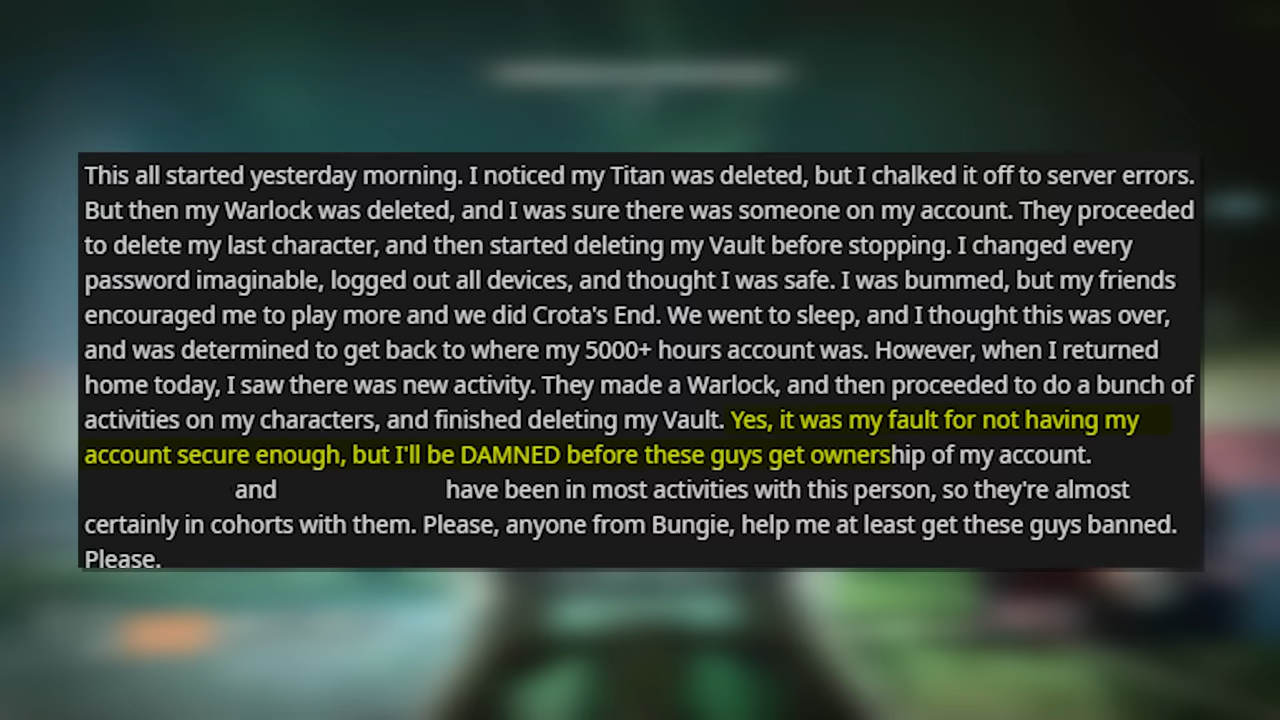 This all started yesterday morning. I noticed my Titan was deleted, but I chalked it off to server errors.
But then my Warlock was deleted, and I was sure there was someone on my account. They proceeded
to delete my last character, and then started deleting my Vault before stopping. I changed every
password imaginable, logged out all devices, and thought I was safe. I was bummed, but my friends
encouraged me to play more and we did Crota's End. We went to sleep, and I thought this was over,
and was determined to get back to where my 5000+ hours account was. However, when I returned
home today, I saw there was new activity. They made a Warlock, and then proceeded to do a bunch of
activities on my characters, and finished deleting my Vault. Yes, it was my fault for not having my
account secure enough, but I'll be DAMNED before these guys get ownership of my account.
and have been in most activities with this person, so they're almost
certainly in cohorts with them. Please, anyone from Bungie, help me at least get these guys banned.
Please.